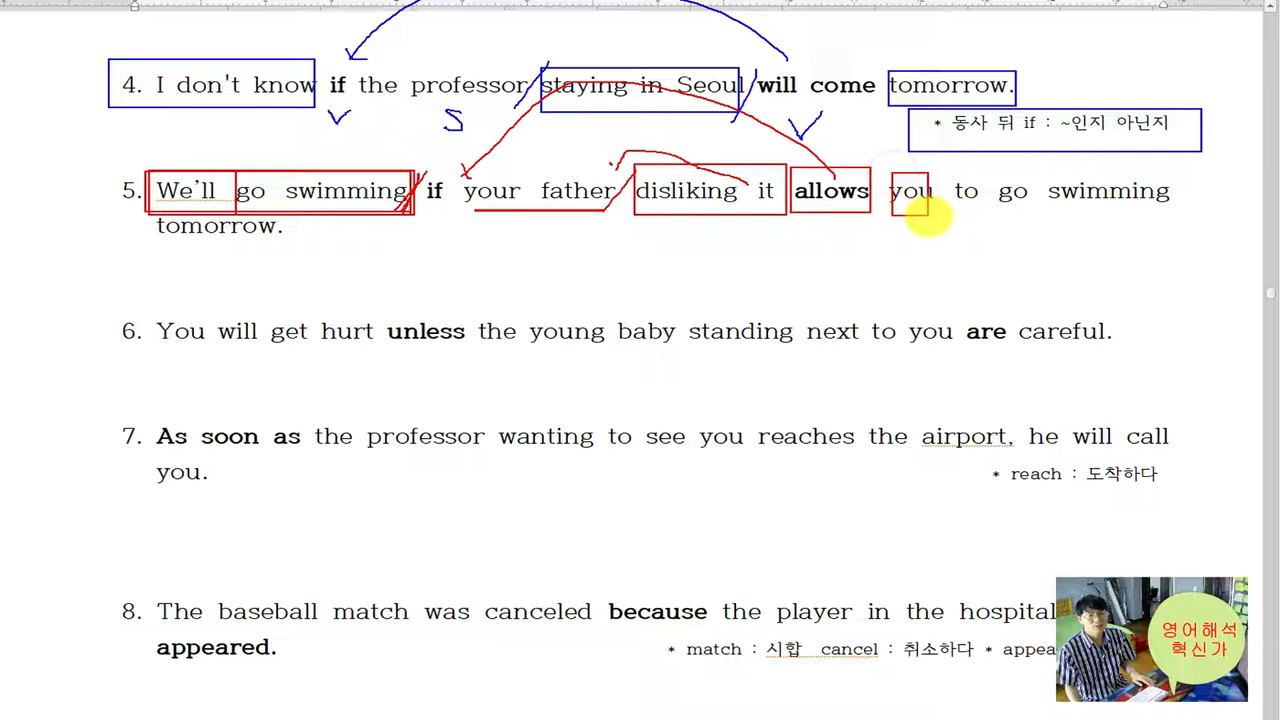 4. I don't know if the professor staying in Seoul will come tomorrow.
* 동사 뒤 if : ~인지 아닌지
V S V
5. We'll go swimming if your father disliking it allows you to go swimming
tomorrow.
6. You will get hurt unless the young baby standing next to you are careful.
7. As soon as the professor wanting to see you reaches the airport, he will call
you. * reach : 도착하다
8. The baseball match was canceled because the player in the hospital
appeared. * match : 시합 cancel : 취소하다 * appea
영어해석
혁신가